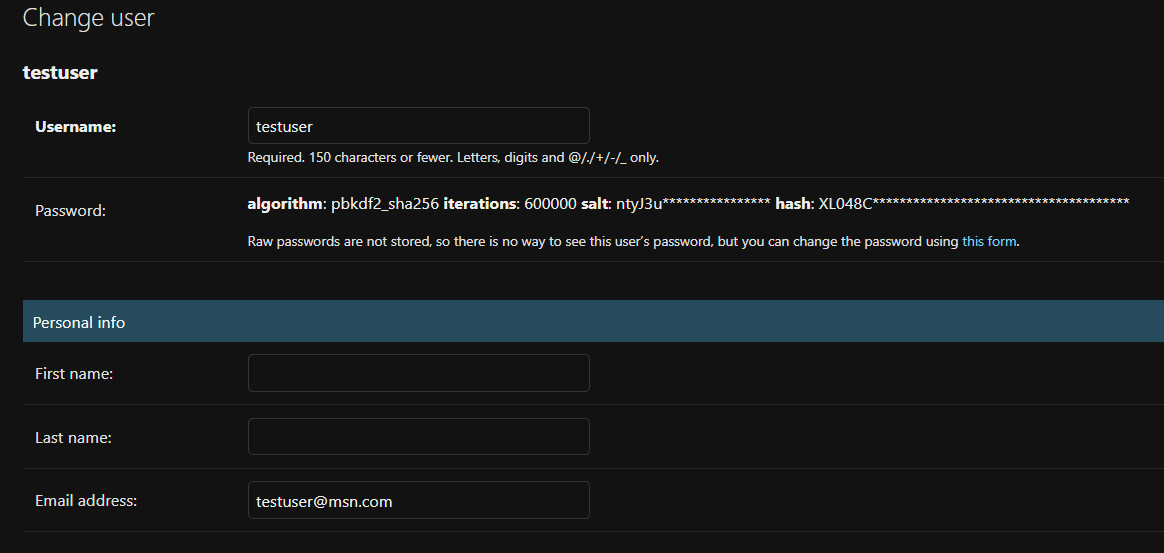 Change user
testuser
Username:
testuser
Required. 150 characters or fewer. Letters, digits and @/./+/-/_ only.
Password:
algorithm: pbkdf2_sha256 iterations: 600000 salt: ntyJ3u**************** hash: XL048C**************************************
Raw passwords are not stored, so there is no way to see this user’s password, but you can change the password using this form.
Personal info
First name:
Last name:
Email address:
testuser@msn.com